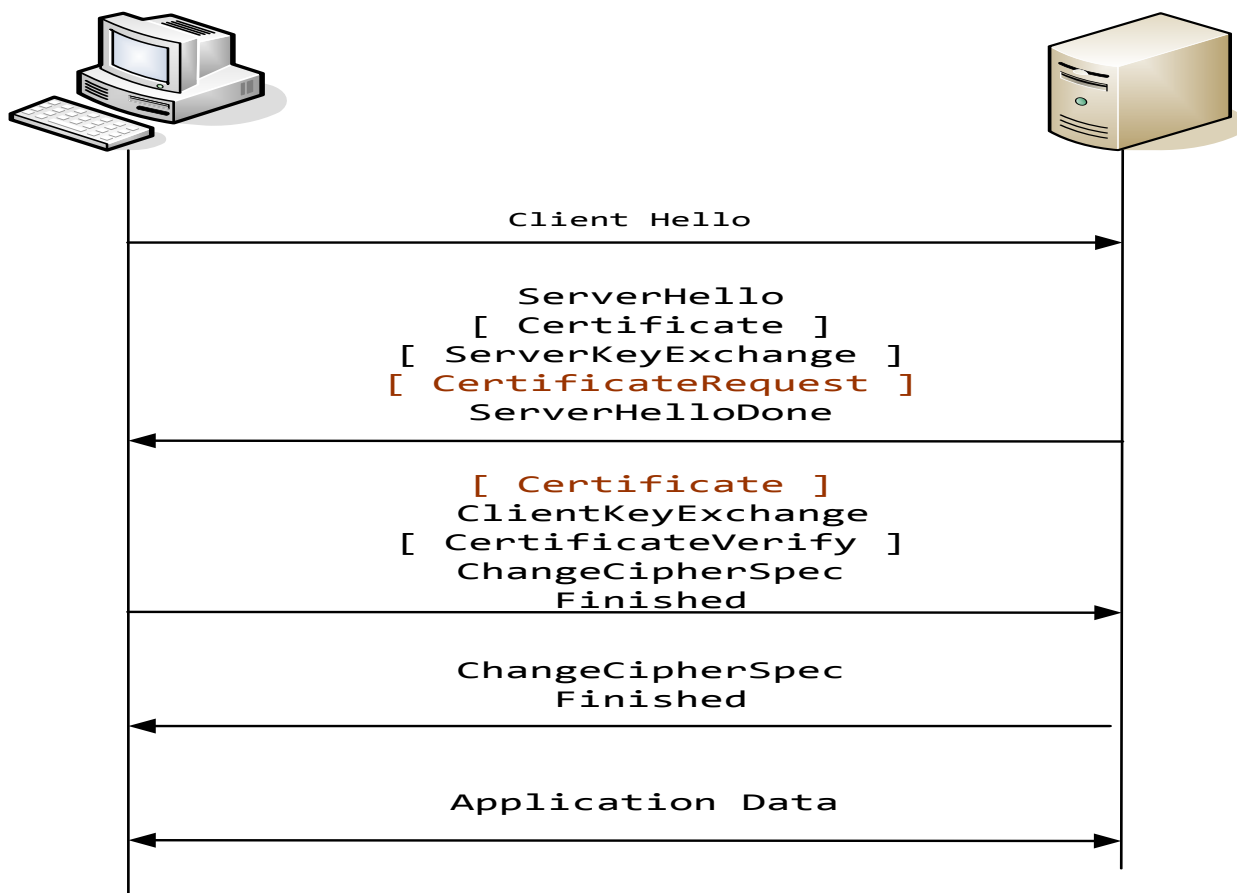 Client Hello
ServerHello
[ Certificate ]
[ ServerKeyExchange ]
[ CertificateRequest ]
ServerHelloDone
[ Certificate ]
ClientKeyExchange
[ CertificateVerify ]
ChangeCipherSpec
Finished
ChangeCipherSpec
Finished
Application Data